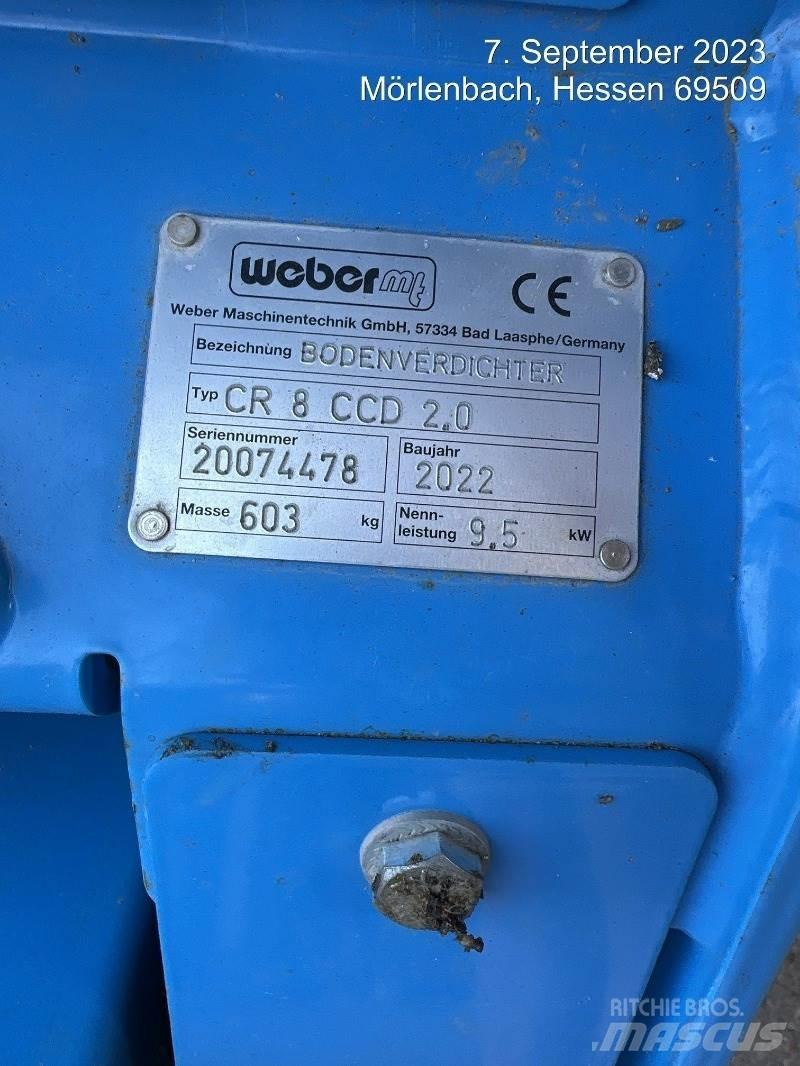 7. September 2023
Mörlenbach, Hessen 69509
weber mt CE
Weber Maschinentechnik GmbH, 57334 Bad Laasphe/Germany
Bezeichnung BODENVERDICHTER
Typ CR 8 CCD 2.0
Seriennummer 20074478
Baujahr 2022
Masse 603 kg
Nenn-
leistung 9.5 kW
RITCHIE BROS.
MASCUS